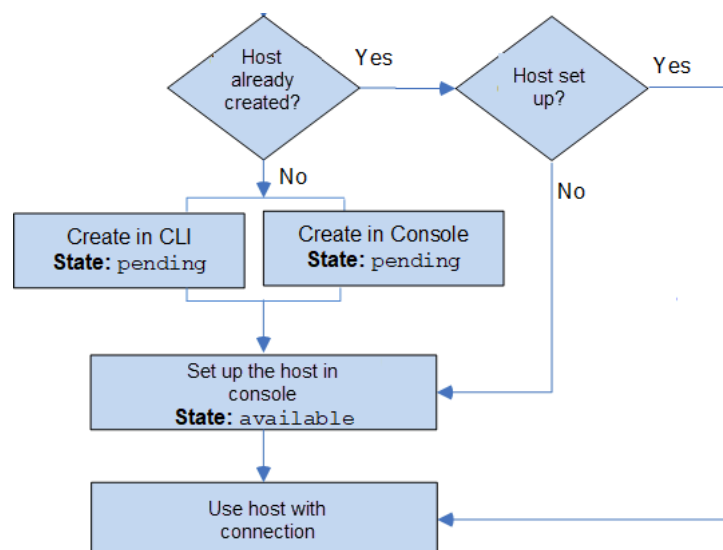 Host
already
created?
Yes
Host set
up?
Yes
No
No
Create in CLI
State: pending
Create in Console
State: pending
Set up the host in
console
State: available
Use host with
connection